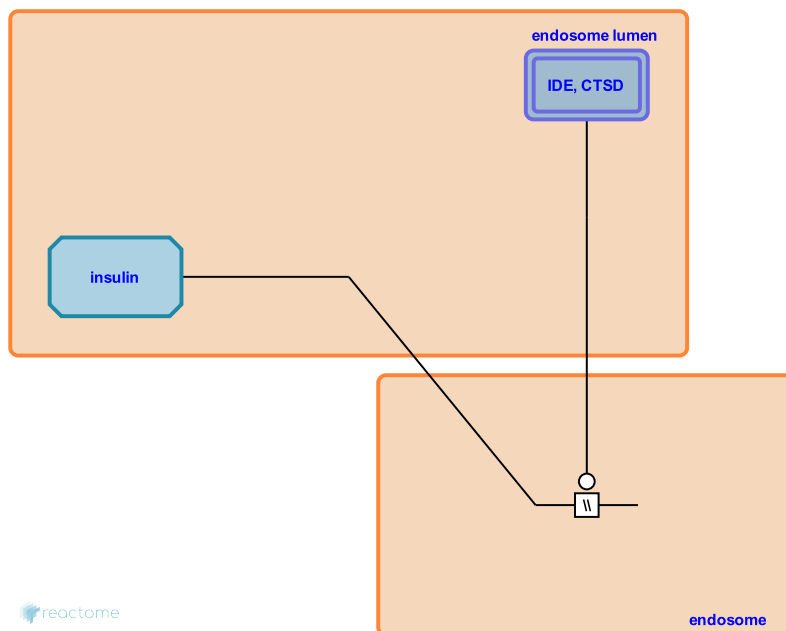 endosome lumen
IDE, CTSD
insulin
\\
endosome
reactome